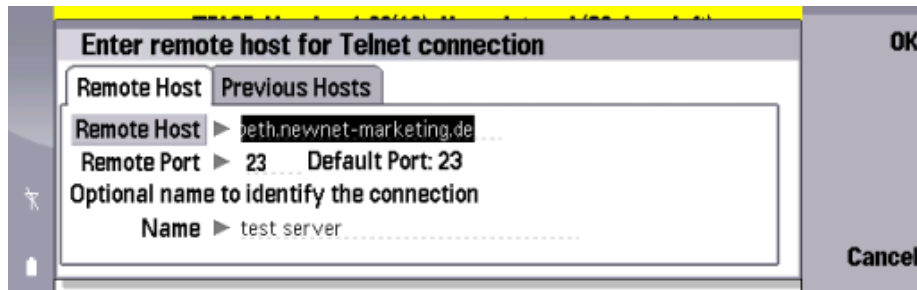 Enter remote host for Telnet connection
OK
Remote Host Previous Hosts
Remote Host beth.newnet-marketing.de
Remote Port 23 Default Port: 23
Optional name to identify the connection
Name test server
Cancel